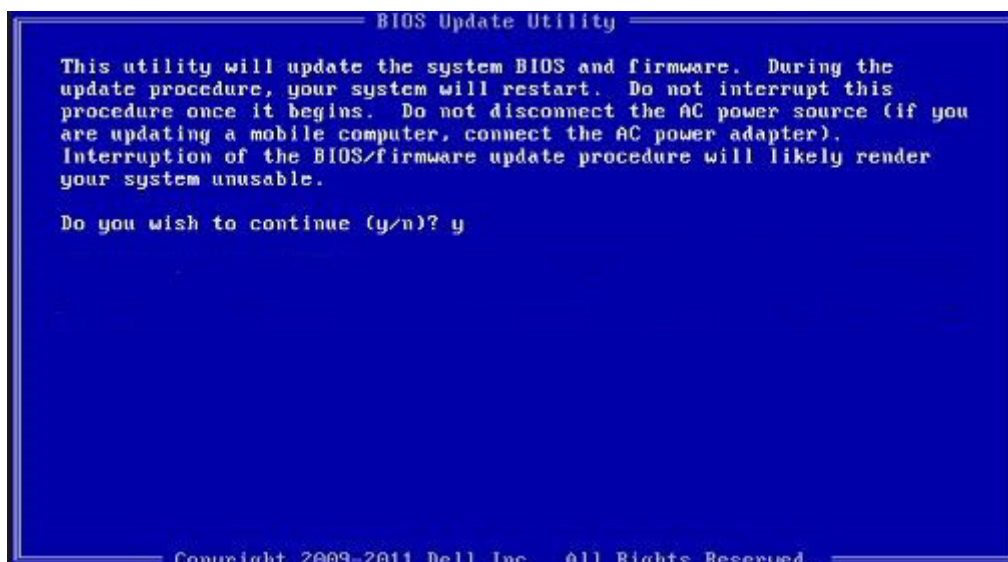 BIOS Update Utility
This utility will update the system BIOS and firmware. During the
update procedure, your system will restart. Do not interrupt this
procedure once it begins. Do not disconnect the AC power source (if you
are updating a mobile computer, connect the AC power adapter).
Interruption of the BIOS/firmware update procedure will likely render
your system unusable.
Do you wish to continue (y/n)? y
Copyright 2009-2011 Dell Inc. All Rights Reserved.